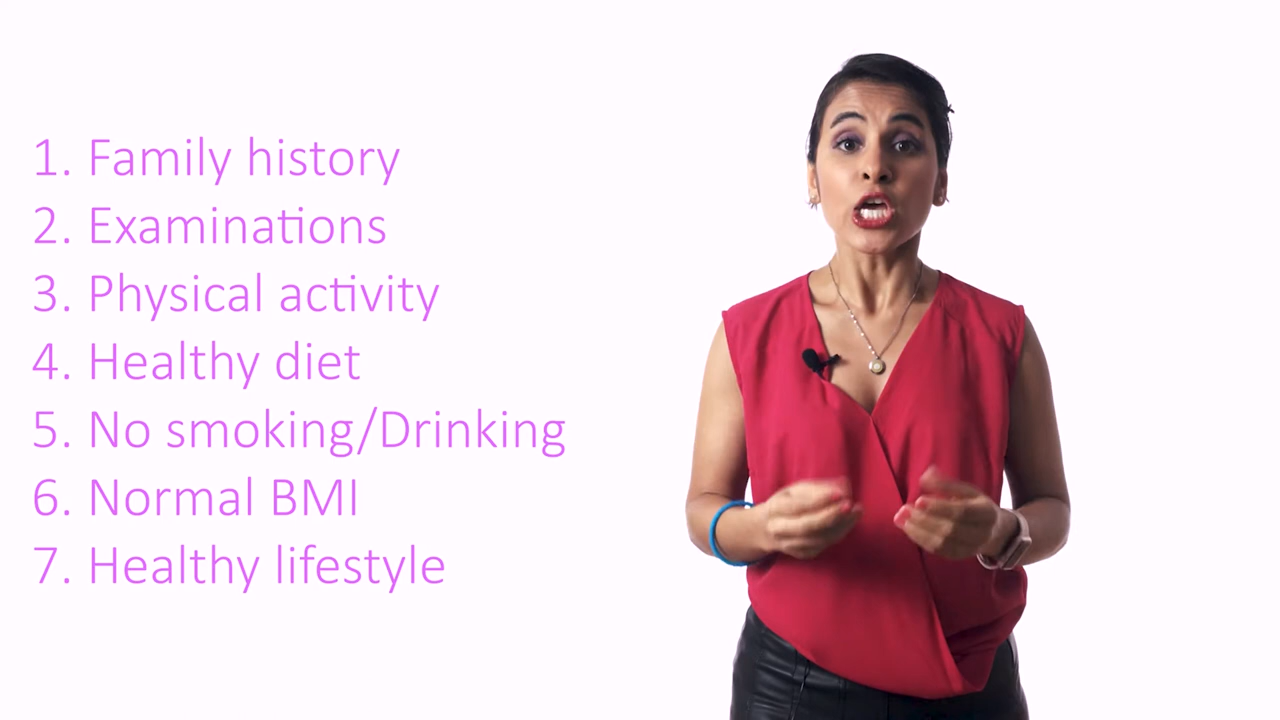 1. Family history
2. Examinations
3. Physical activity
4. Healthy diet
5. No smoking/Drinking
6. Normal BMI
7. Healthy lifestyle